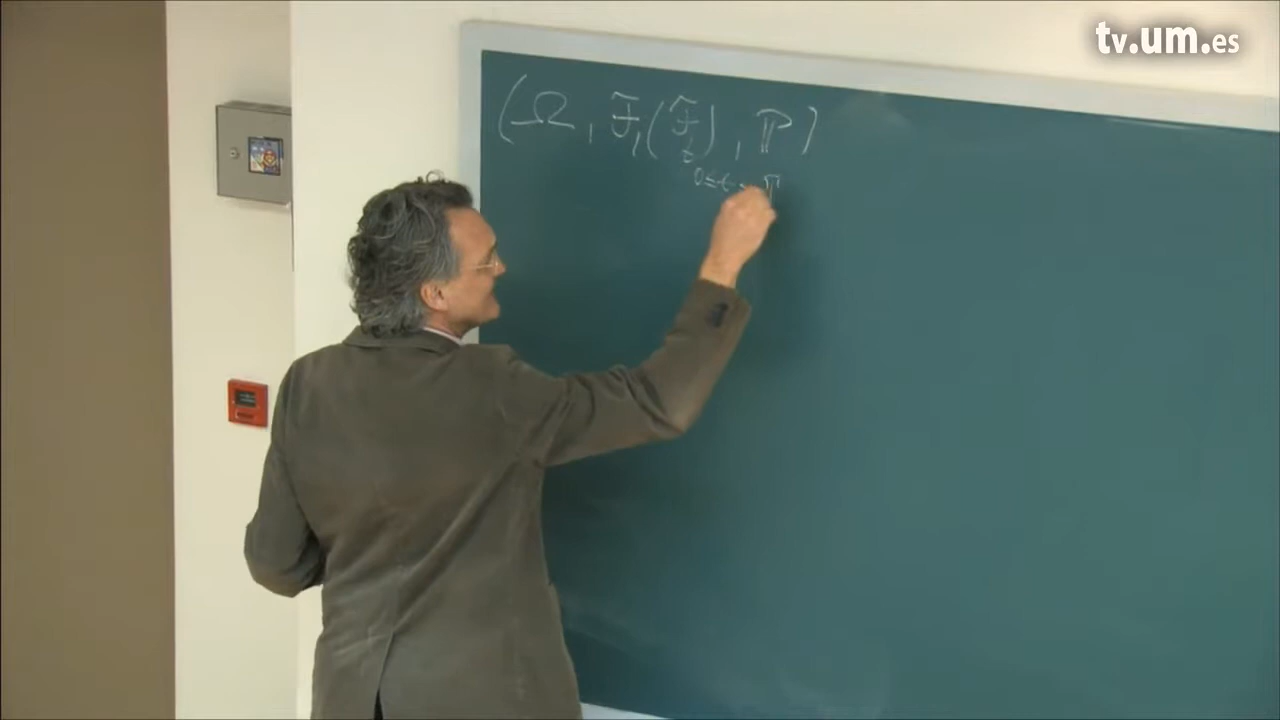 tv.um.es
(Ω, F, (F_t), ℙ)
0≤t≤T